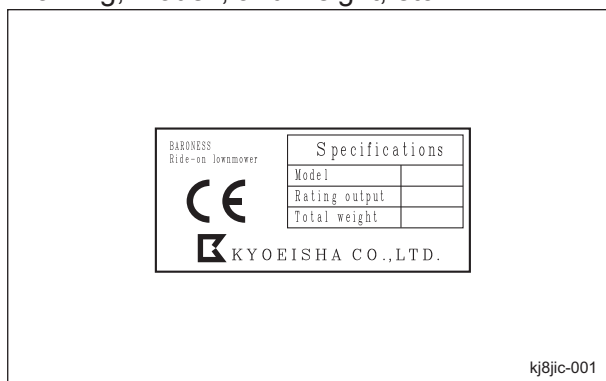 BARONESS
Ride-on lownmower
Specifications
Model
Rating output
Total weight
CE
KYOEISHA CO.,LTD.
kj8jic-001